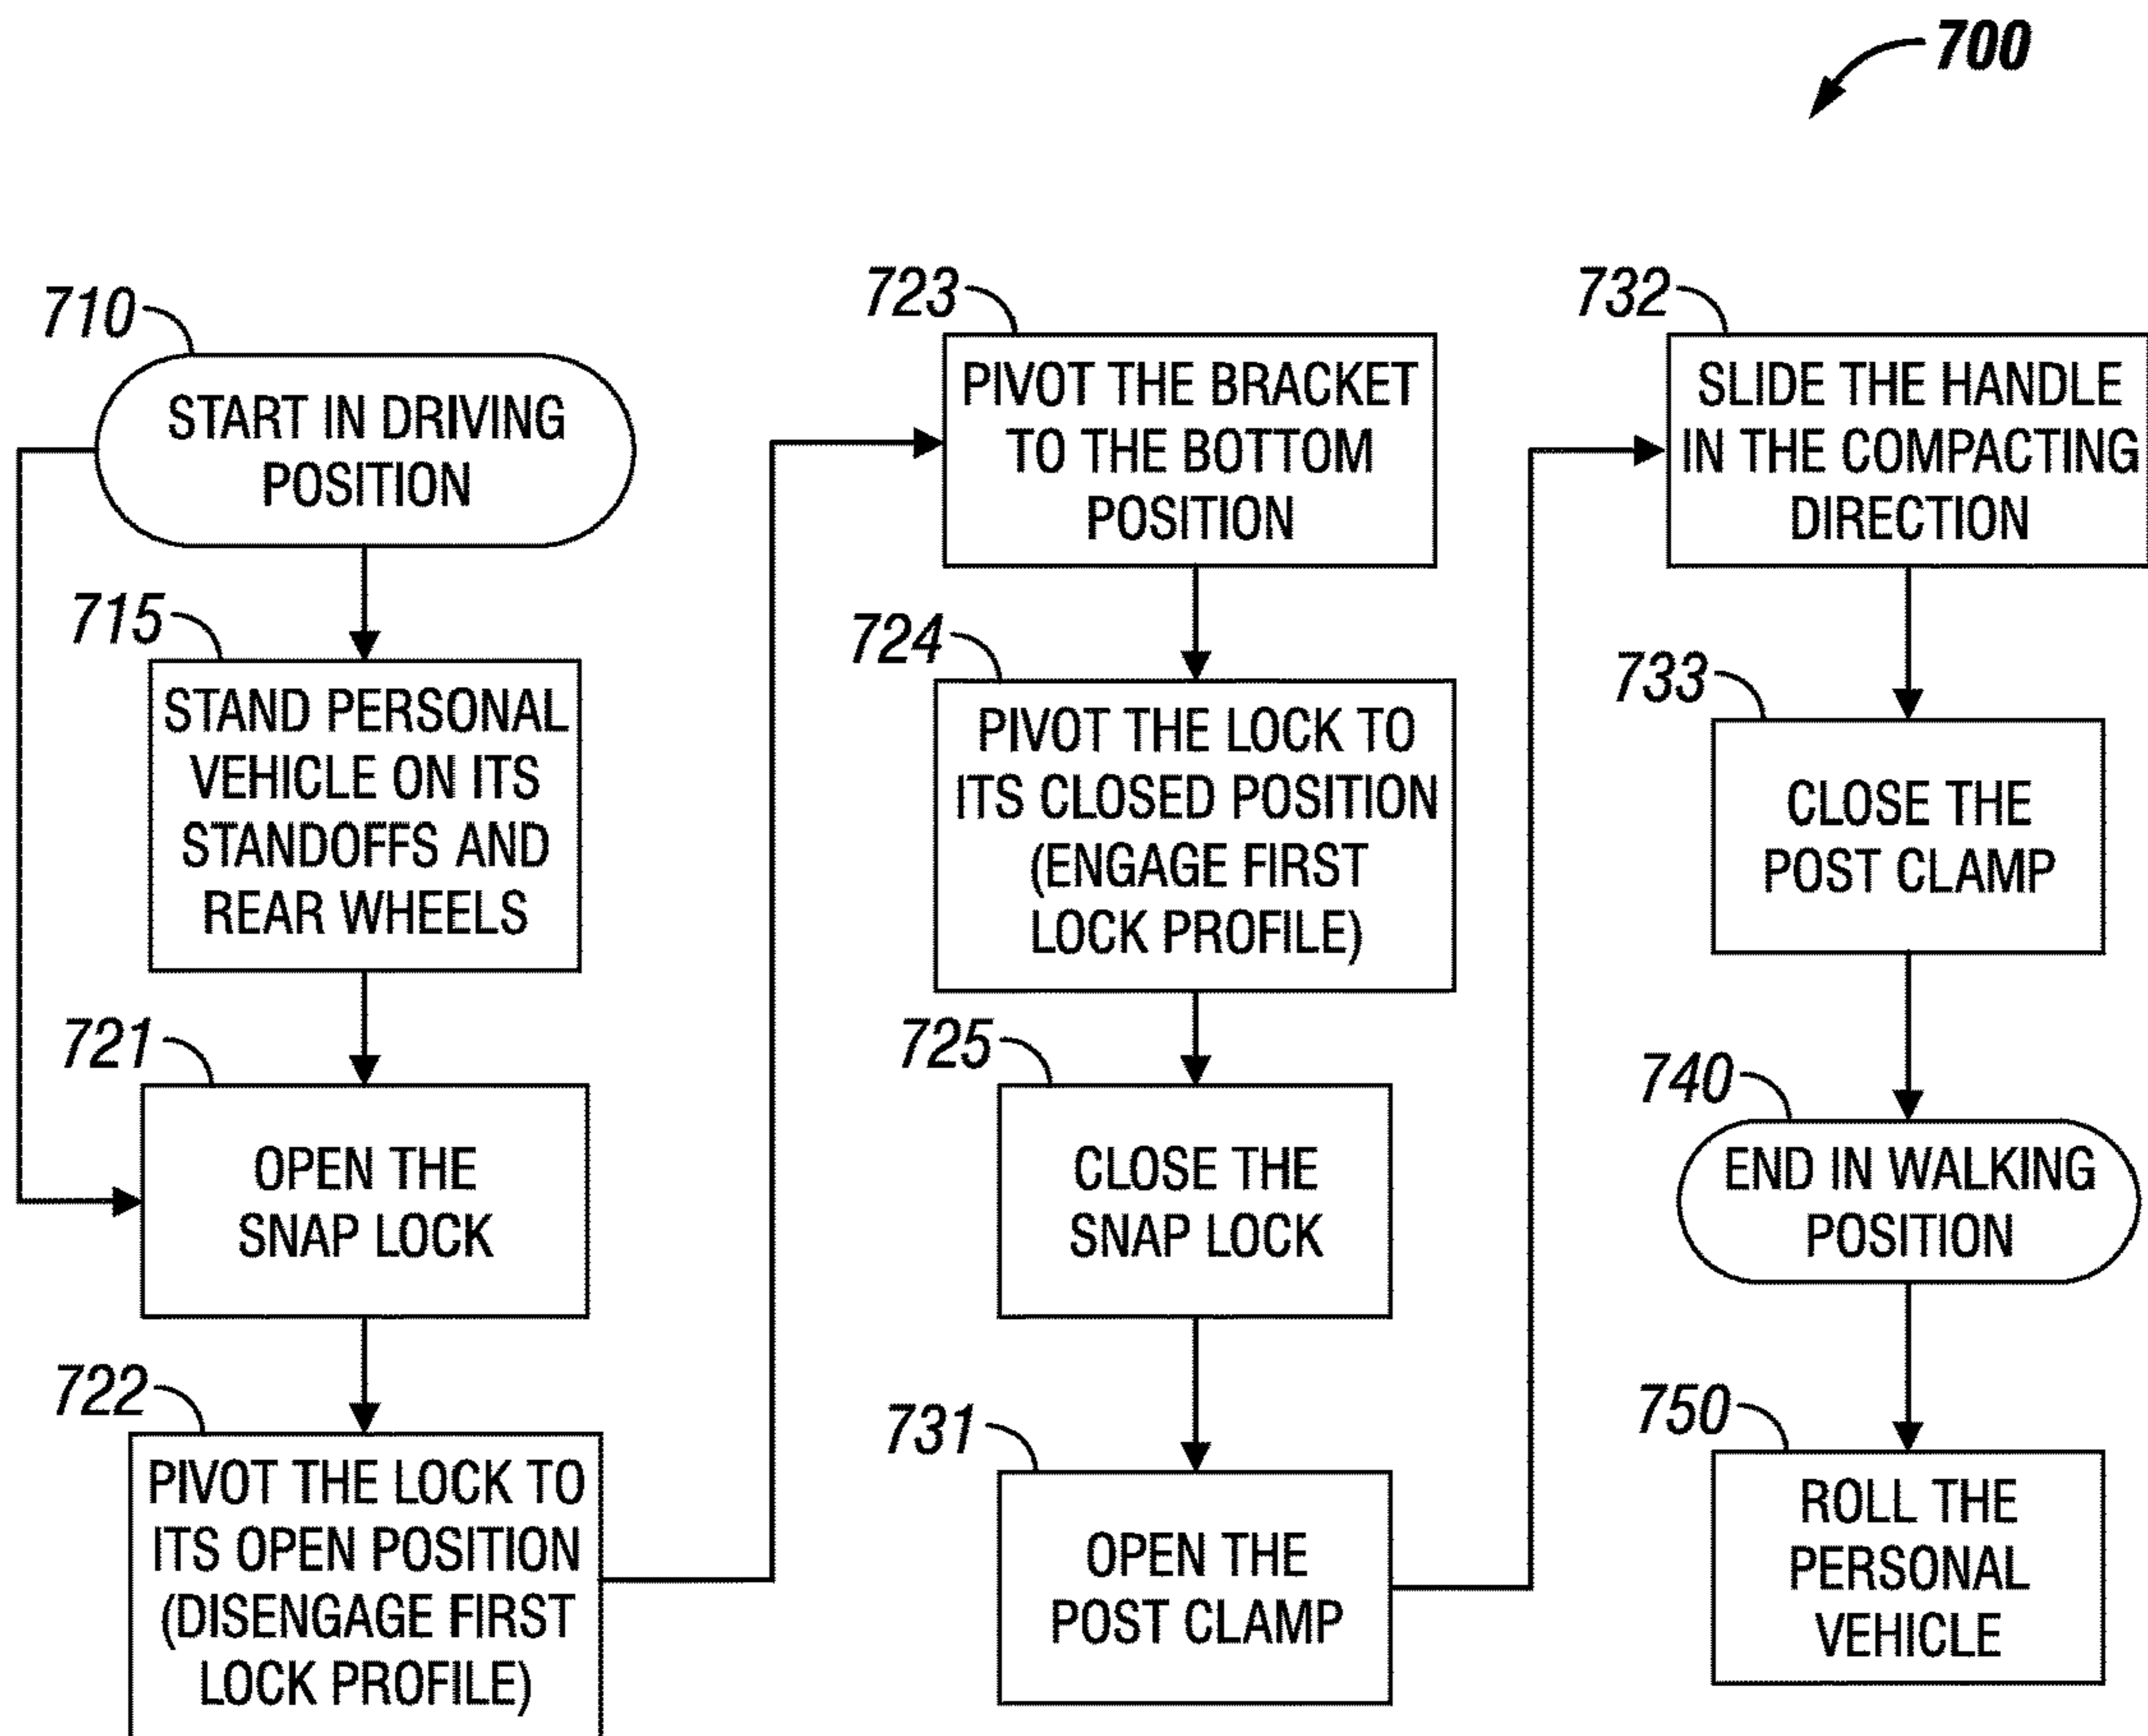 700
710
START IN DRIVING
POSITION
715
STAND PERSONAL
VEHICLE ON ITS
STANDOFFS AND
REAR WHEELS
721
OPEN THE
SNAP LOCK
722
PIVOT THE LOCK TO
ITS OPEN POSITION
(DISENGAGE FIRST
LOCK PROFILE)
723
PIVOT THE BRACKET
TO THE BOTTOM
POSITION
724
PIVOT THE LOCK TO
ITS CLOSED POSITION
(ENGAGE FIRST
LOCK PROFILE)
725
CLOSE THE
SNAP LOCK
731
OPEN THE
POST CLAMP
732
SLIDE THE HANDLE
IN THE COMPACTING
DIRECTION
733
CLOSE THE
POST CLAMP
740
END IN WALKING
POSITION
750
ROLL THE
PERSONAL
VEHICLE